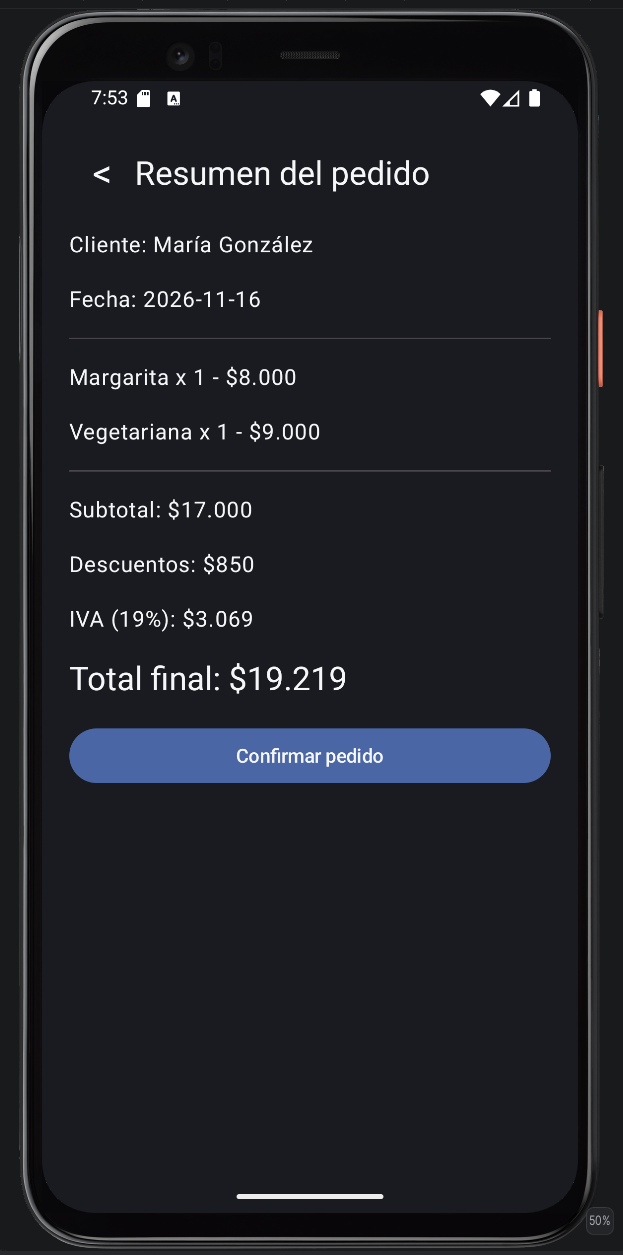 7:53
< Resumen del pedido
Cliente: María González
Fecha: 2026-11-16
Margarita x 1 - $8.000
Vegetariana x 1 - $9.000
Subtotal: $17.000
Descuentos: $850
IVA (19%): $3.069
Total final: $19.219
Confirmar pedido
50%